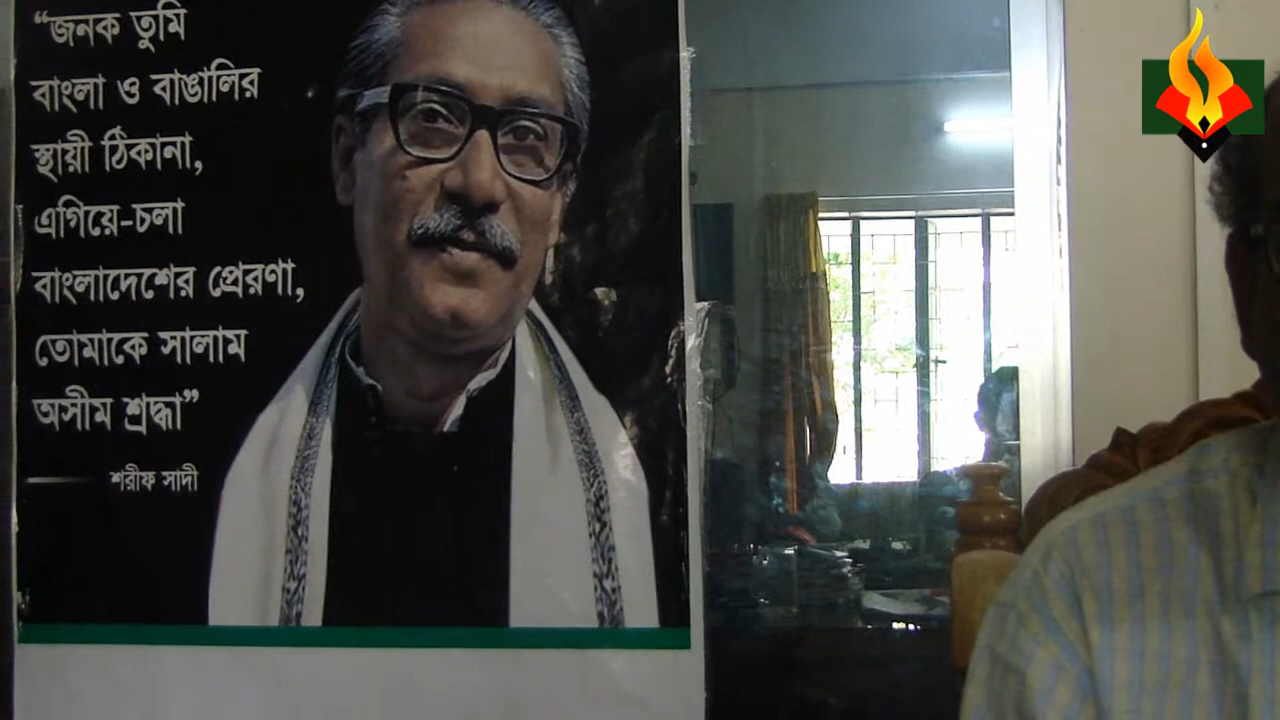 “জনক তুমি
বাংলা ও বাঙালির
স্থায়ী ঠিকানা,
এগিয়ে-চলা
বাংলাদেশের প্রেরণা,
তোমাকে সালাম
অসীম শ্রদ্ধা”
শরীফ সাদী